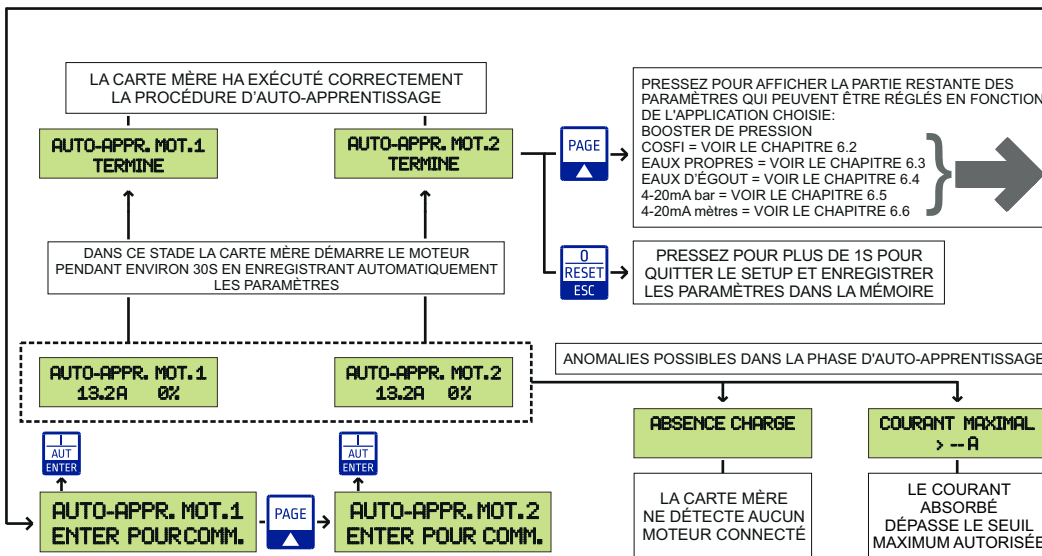 LA CARTE MÈRE HA EXÉCUTÉ CORRECTEMENT
LA PROCÉDURE D'AUTO-APPRENTISSAGE
AUTO-APPR. MOT.1
TERMINE
AUTO-APPR. MOT.2
TERMINE
PAGE
PRESSEZ POUR AFFICHER LA PARTIE RESTANTE DES
PARAMÈTRES QUI PEUVENT ÊTRE RÉGLÉS EN FONCTION
DE L'APPLICATION CHOISIE:
BOOSTER DE PRESSION
COSFI = VOIR LE CHAPITRE 6.2
EAUX PROPRES = VOIR LE CHAPITRE 6.3
EAUX D'ÉGOUT = VOIR LE CHAPITRE 6.4
4-20mA bar = VOIR LE CHAPITRE 6.5
4-20mA mètres = VOIR LE CHAPITRE 6.6
DANS CE STADE LA CARTE MÈRE DÉMARRE LE MOTEUR
PENDANT ENVIRON 30S EN ENREGISTRANT AUTOMATIQUEMENT
LES PARAMÈTRES
0
RESET
ESC
PRESSEZ POUR PLUS DE 1S POUR
QUITTER LE SETUP ET ENREGISTRER
LES PARAMÈTRES DANS LA MÉMOIRE
AUTO-APPR. MOT.1
13.2A 0%
AUTO-APPR. MOT.2
13.2A 0%
ANOMALIES POSSIBLES DANS LA PHASE D'AUTO-APPRENTISSAGE
ABSENCE CHARGE
COURANT MAXIMAL
> --A
I
AUT
ENTER
I
AUT
ENTER
AUTO-APPR. MOT.1
ENTER POUR COMM.
PAGE
AUTO-APPR. MOT.2
ENTER POUR COMM.
LA CARTE MÈRE
NE DÉTECTE AUCUN
MOTEUR CONNECTÉ
LE COURANT
ABSORBÉ
DÉPASSE LE SEUIL
MAXIMUM AUTORISÉE